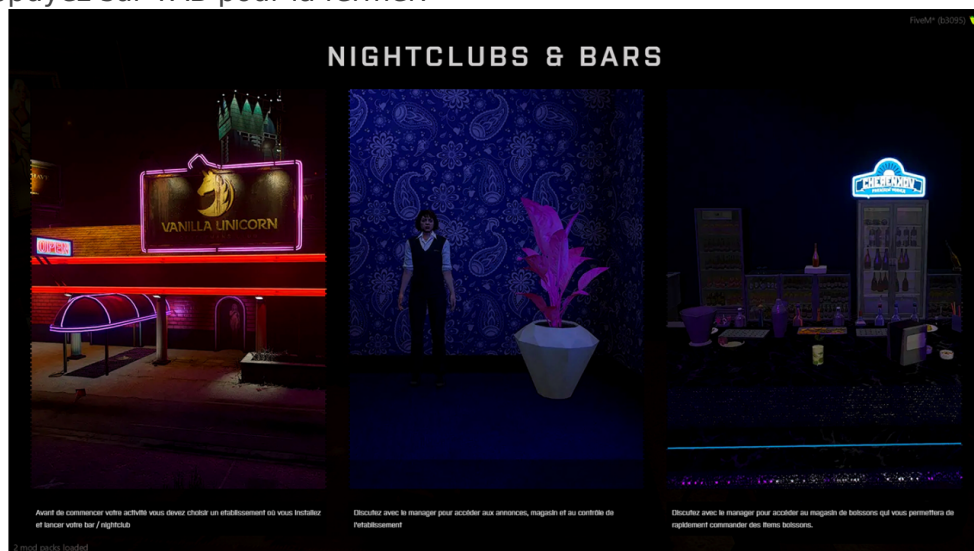 appuyez sur TAB pour la fermer.
FiveM* (b3095)
NIGHTCLUBS & BARS
VANILLA UNICORN
CHERENKOV
Avant de commencer votre activité vous devez choisir un etablissement où vous installez
et lancer votre bar / nightclub
Discutez avec le manager pour accéder aux annonces, magasin et au contrôle de
l'etablissement
Discutez avec le manager pour accéder au magasin de boissons qui vous permettera de
rapidement commander des items boissons.
2 mod packs loaded